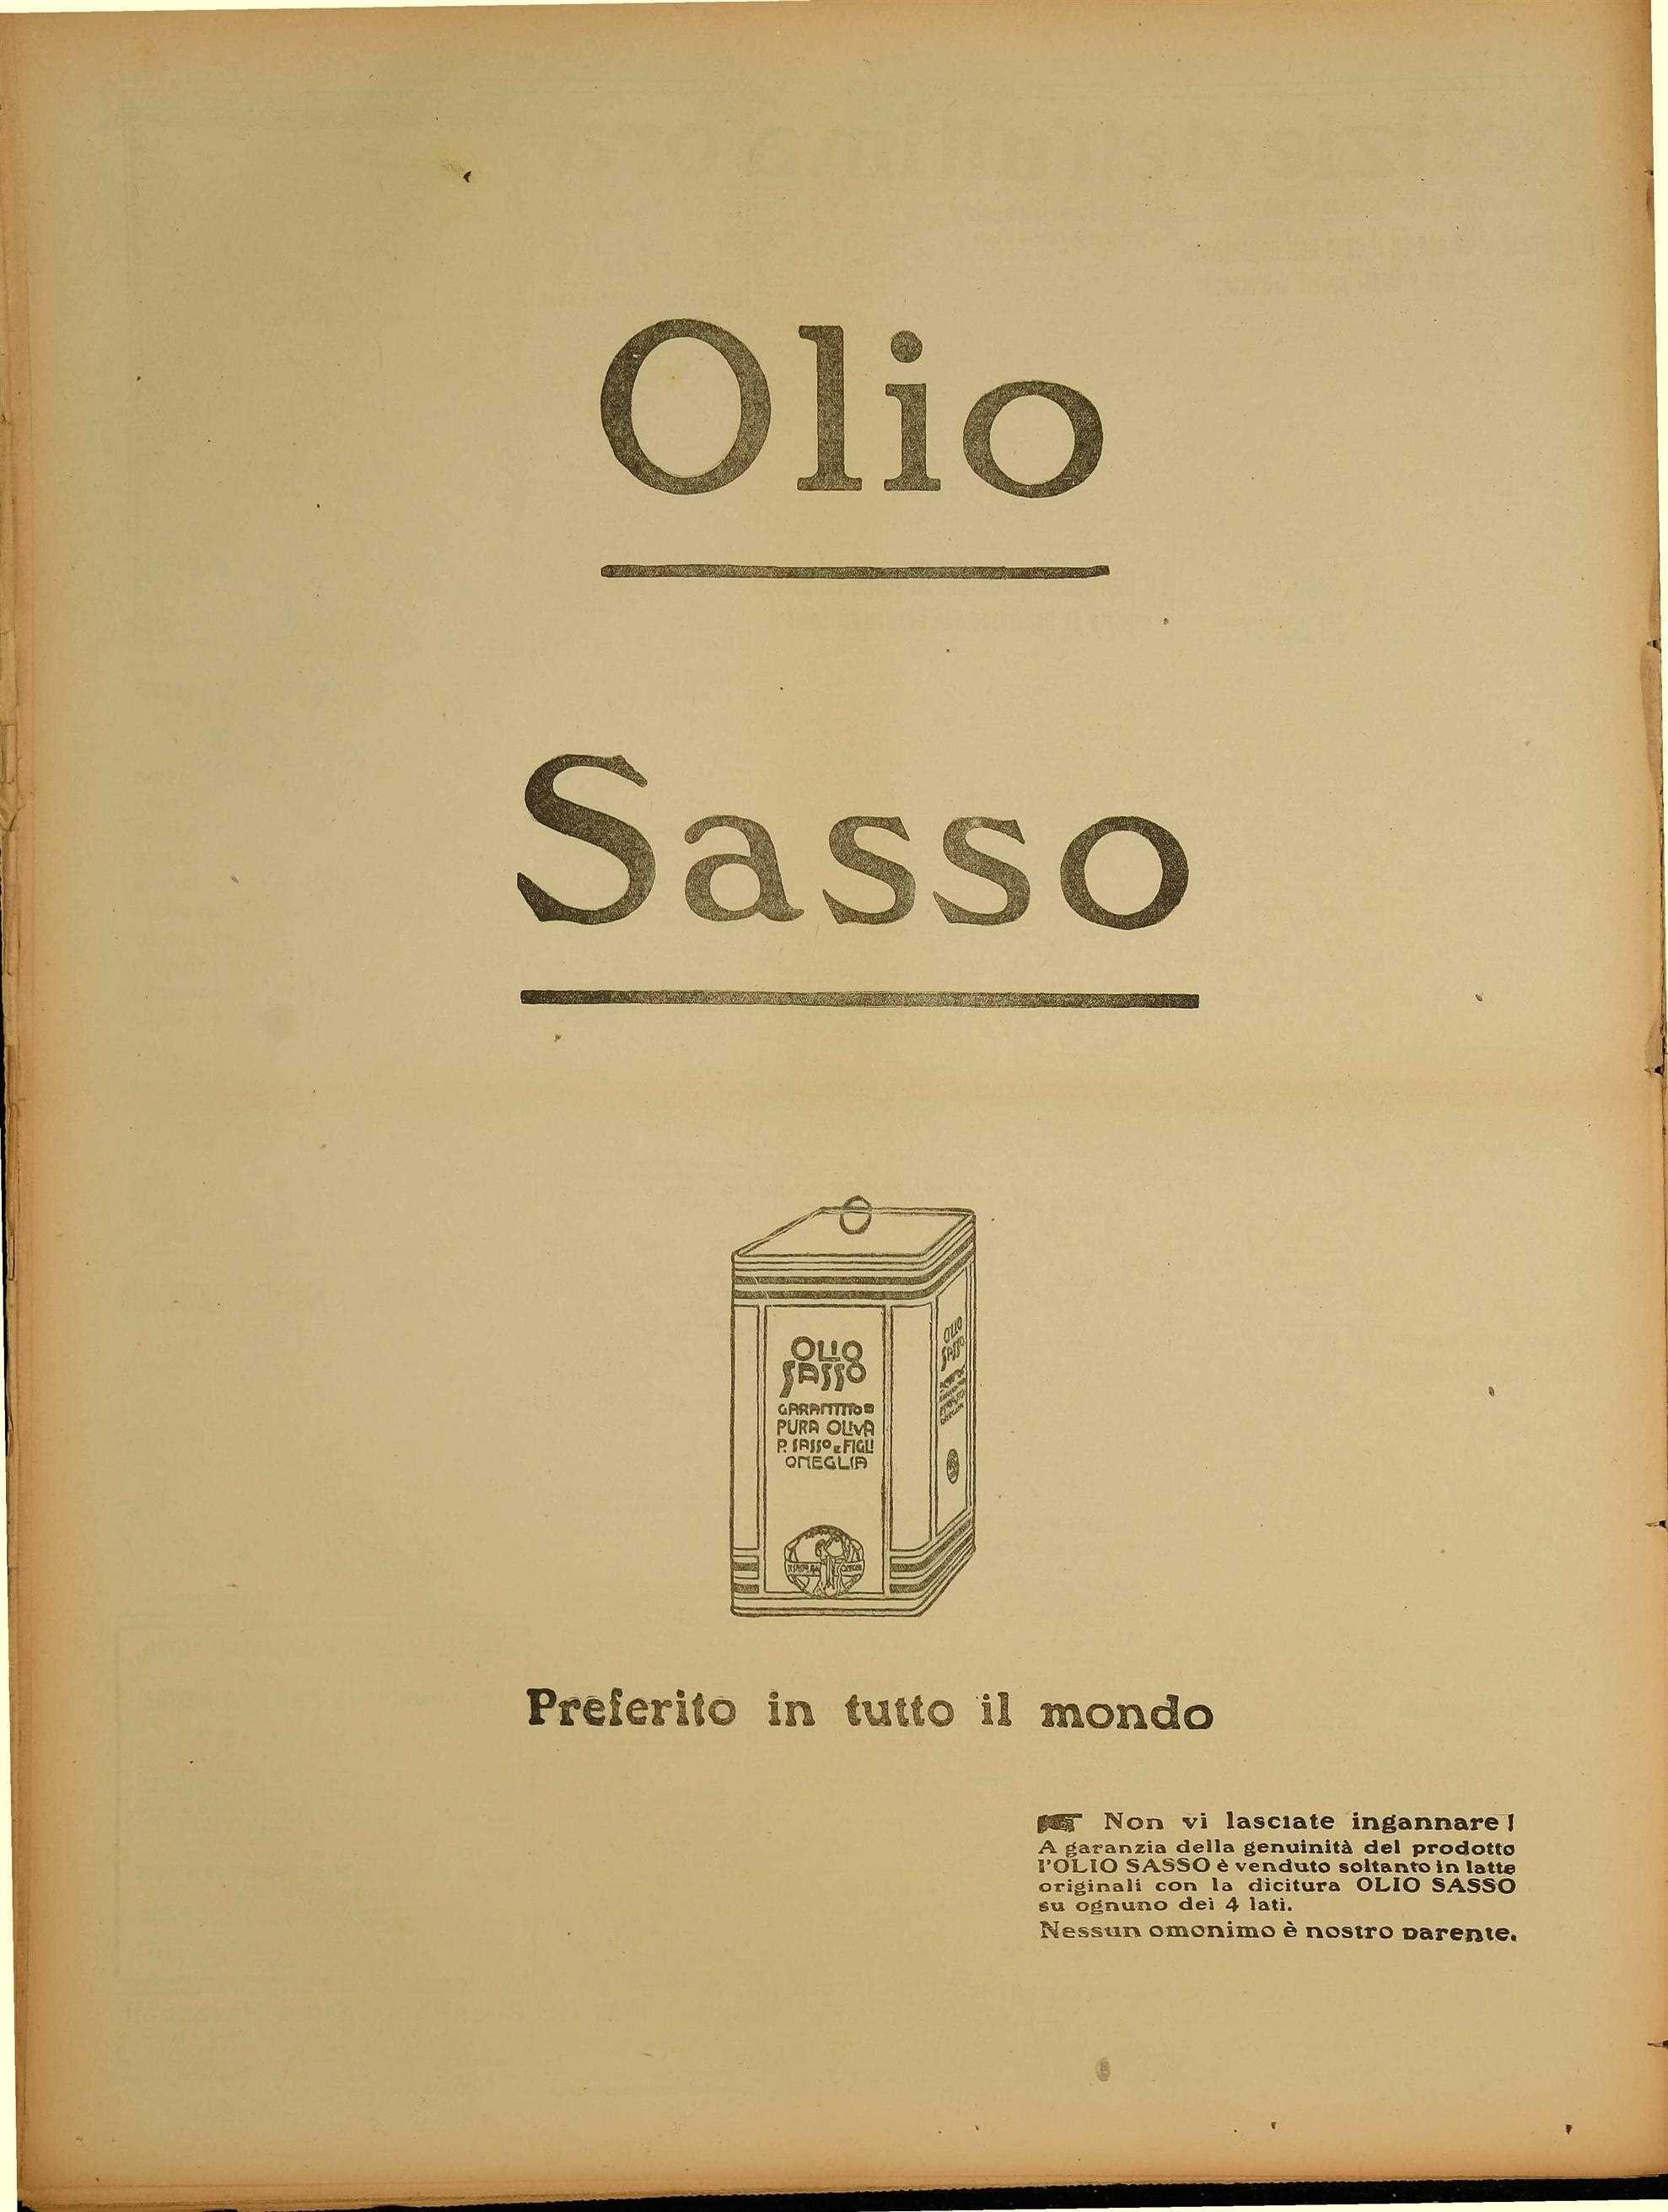 Olio
Sasso
OLIO
SASSO
GARANTITO
PURA OLIVA
P. SASSO E FIGLI
ONEGLIA
OLIO
SASSO
Preferito in tutto il mondo
Non vi lasciate ingannare!
A garanzia della genuinità del prodotto
l'OLIO SASSO è venduto soltanto in latte
originali con la dicitura OLIO SASSO
su ognuno dei 4 lati.
Nessun omonimo è nostro parente.